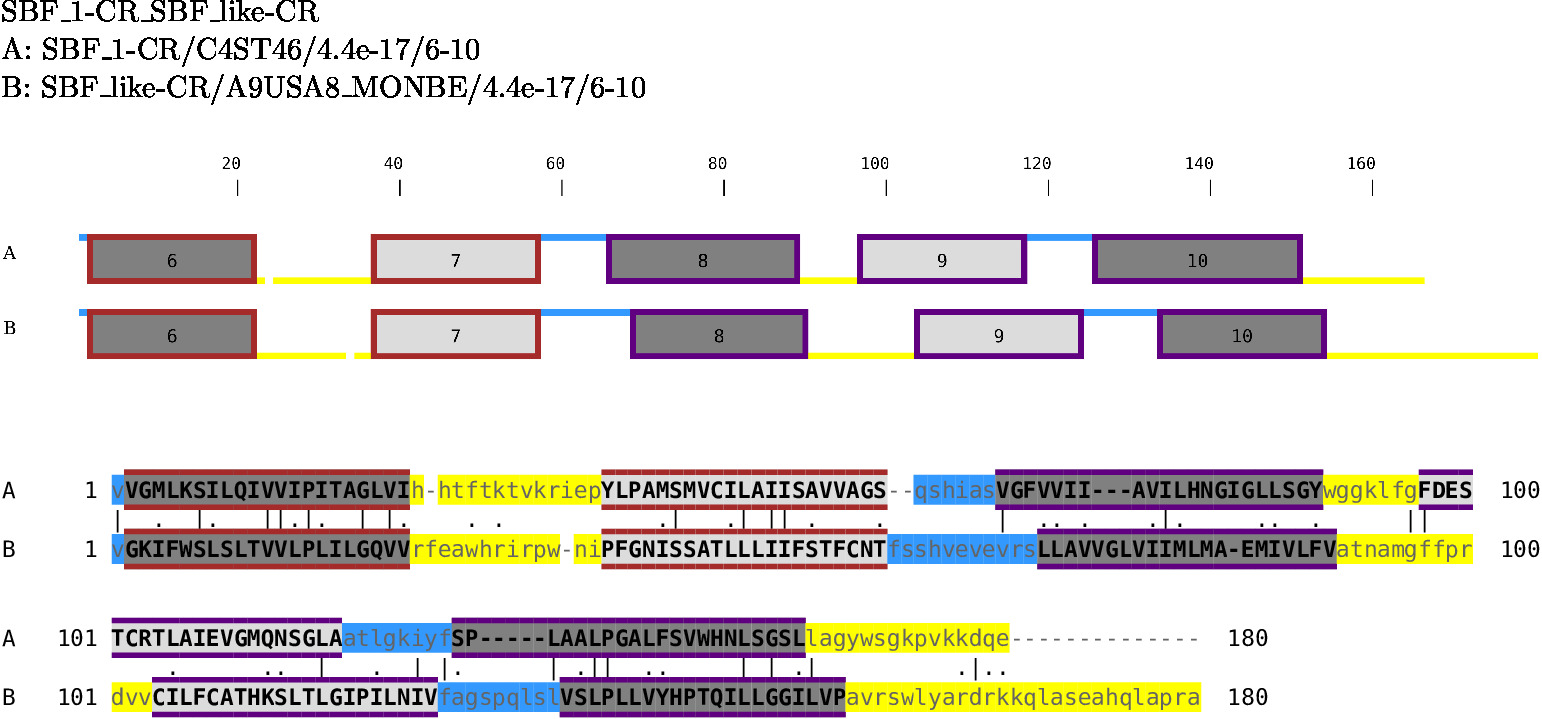 SBF_1-CR_SBF_like-CR
A: SBF_1-CR/C4ST46/4.4e-17/6-10
B: SBF_like-CR/A9USA8_MONBE/4.4e-17/6-10
20 40 60 80 100 120 140 160
A 6 7 8 9 10
B 6 7 8 9 10
A 1 vVGMLKSILQIVVIPITAGLVIh-htftktvkriepYLPAMSMVCILAIISAVVAGS--qshiasVGFVVII---AVILHNGIGLLSGYwggklfgFDES 100
B 1 vGKIFWSLSLTVVLPLILGQVVrfeawhrirpw-niPFGNISSATLLLIIFSTFCNTfsshvevevrsLLAVVGLVIIMLMA-EMIVLFVatnamgffpr 100
A 101 TCRTLAIEVGMQNSGLAatlgkiyfSP-----LAALPGALFSVWHNLSGSLlagywsgkpvkkdqe-------------- 180
B 101 dvvCILFCATHKSLTLGIPILNIVfagspqlslVSLPLLVYHPTQILLGGILVPavrswlyardrkkqlaseahqlapra 180